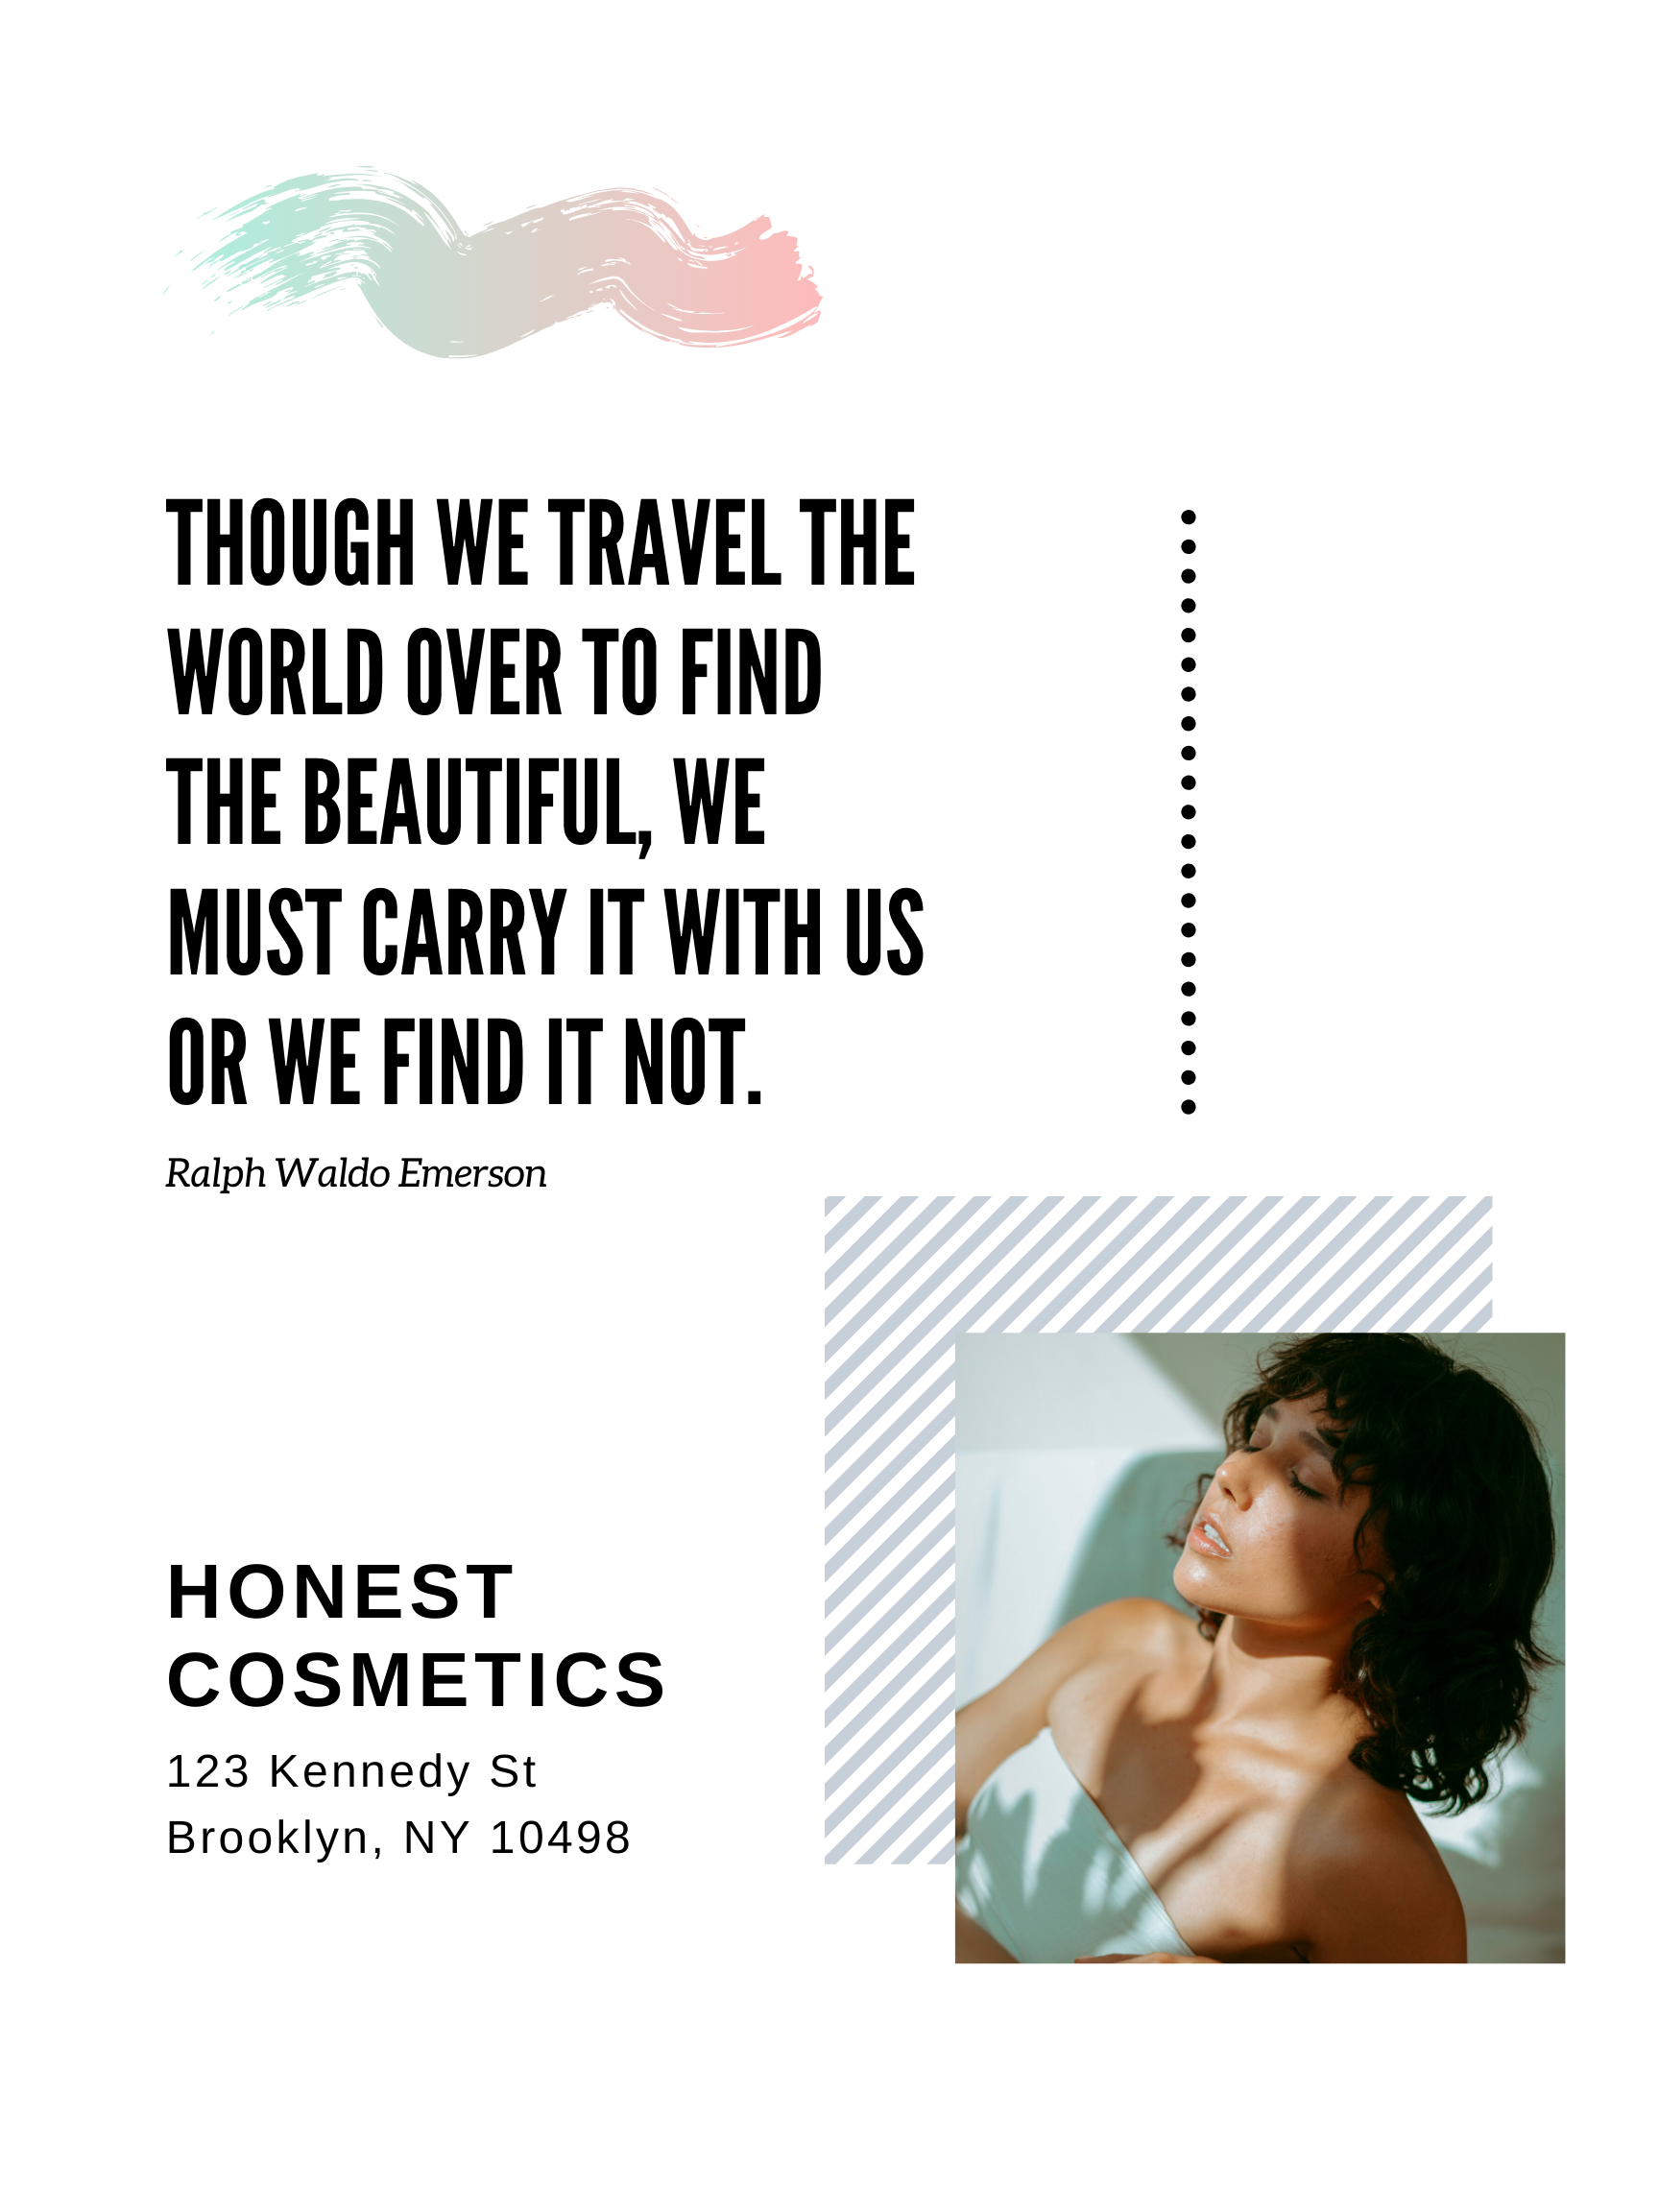 THOUGH WE TRAVEL THE
WORLD OVER TO FIND
THE BEAUTIFUL, WE
MUST CARRY IT WITH US
OR WE FIND IT NOT.
Ralph Waldo Emerson
HONEST
COSMETICS
123 Kennedy St
Brooklyn, NY 10498